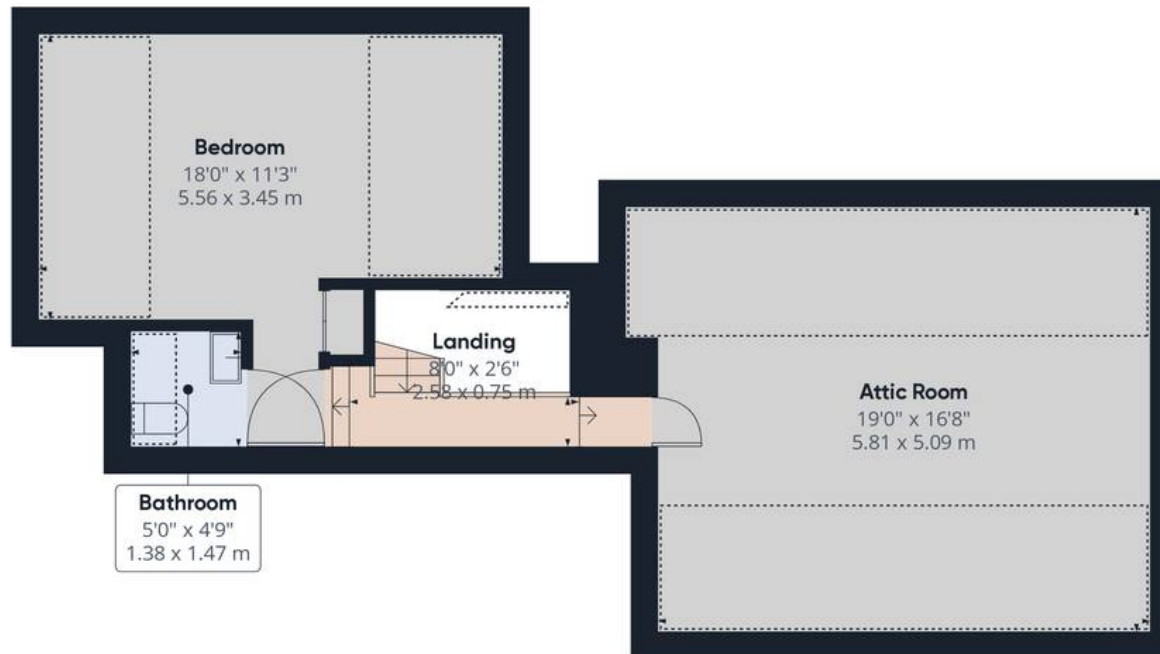 Bedroom
18'0" x 11'3"
5.56 x 3.45 m
Landing
8'0" x 2'6"
2.58 x 0.75 m
Attic Room
19'0" x 16'8"
5.81 x 5.09 m
Bathroom
5'0" x 4'9"
1.38 x 1.47 m